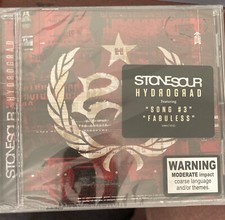 STONESOUR HYDROGRAD
H
STONESOUR
HYDROGRAD
Featuring
"SONG #3"
"FABULESS"
WARNING
MODERATE impact
coarse language
and/or themes